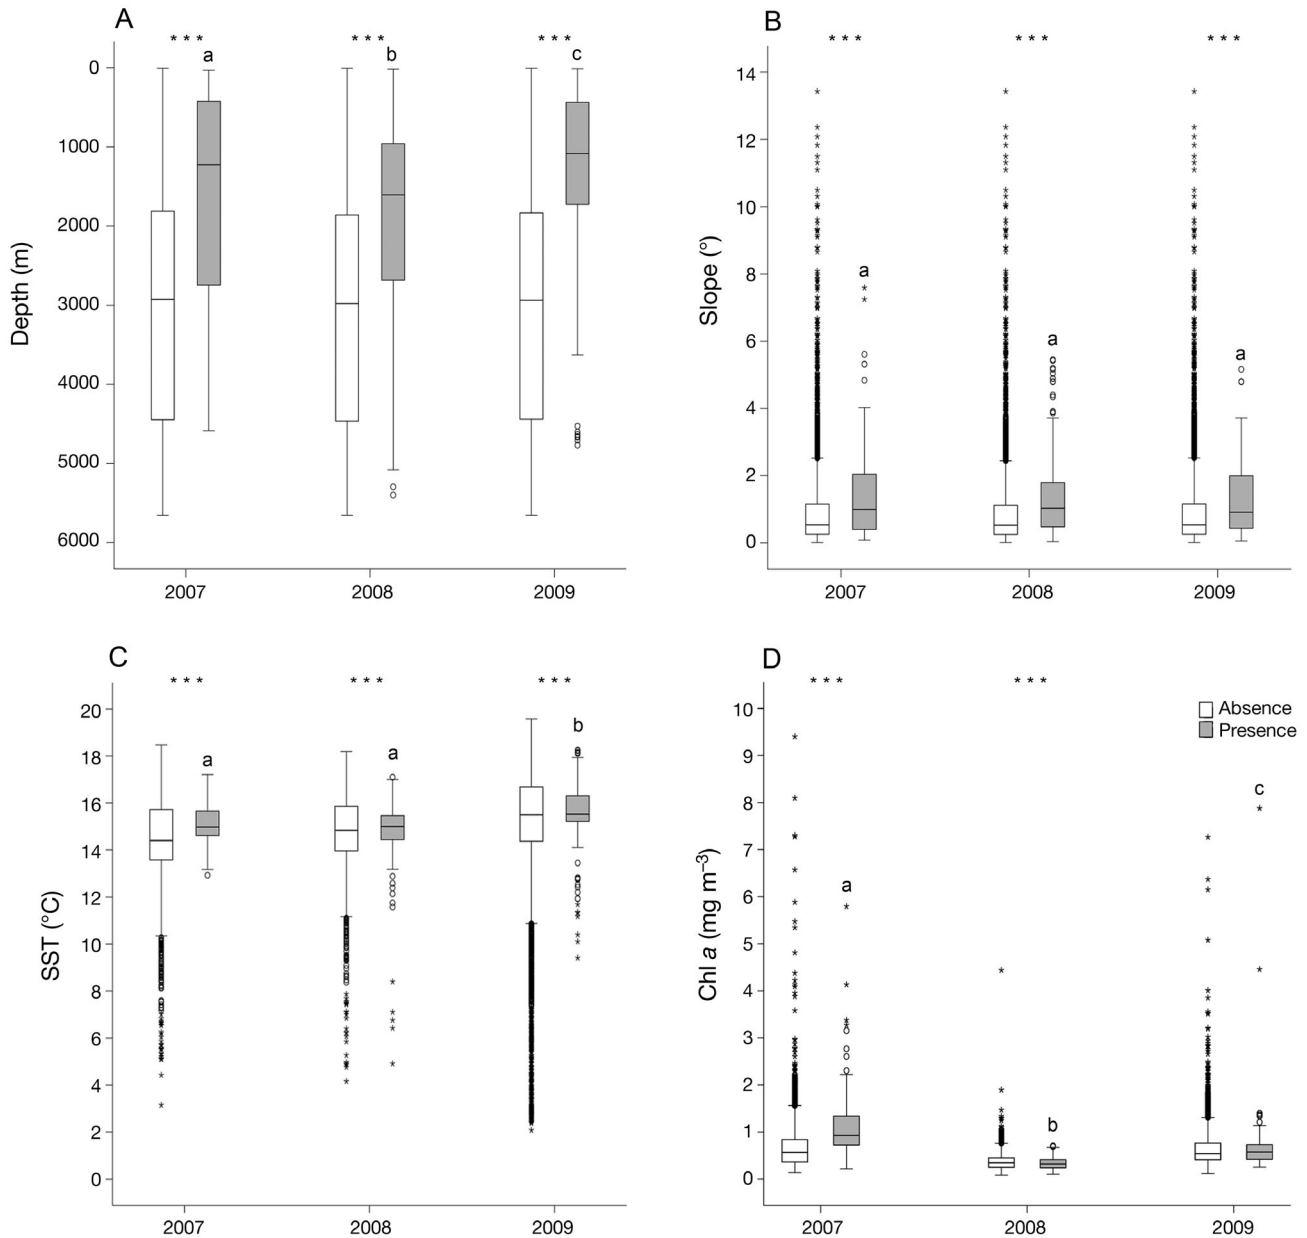 A
* * * * * * * * *
a b c
Depth (m)
0
1000
2000
3000
4000
5000
6000
2007 2008 2009
B
* * * * * * * * *
Slope (°)
14
12
10
8
6
4
2
0
a a a
2007 2008 2009
C
* * * * * * * * *
SST (°C)
20
18
16
14
12
10
8
6
4
2
0
a a b
2007 2008 2009
D
* * * * * *
Absence
Presence
Chl a (mg m⁻³)
10
9
8
7
6
5
4
3
2
1
0
a b c
2007 2008 2009